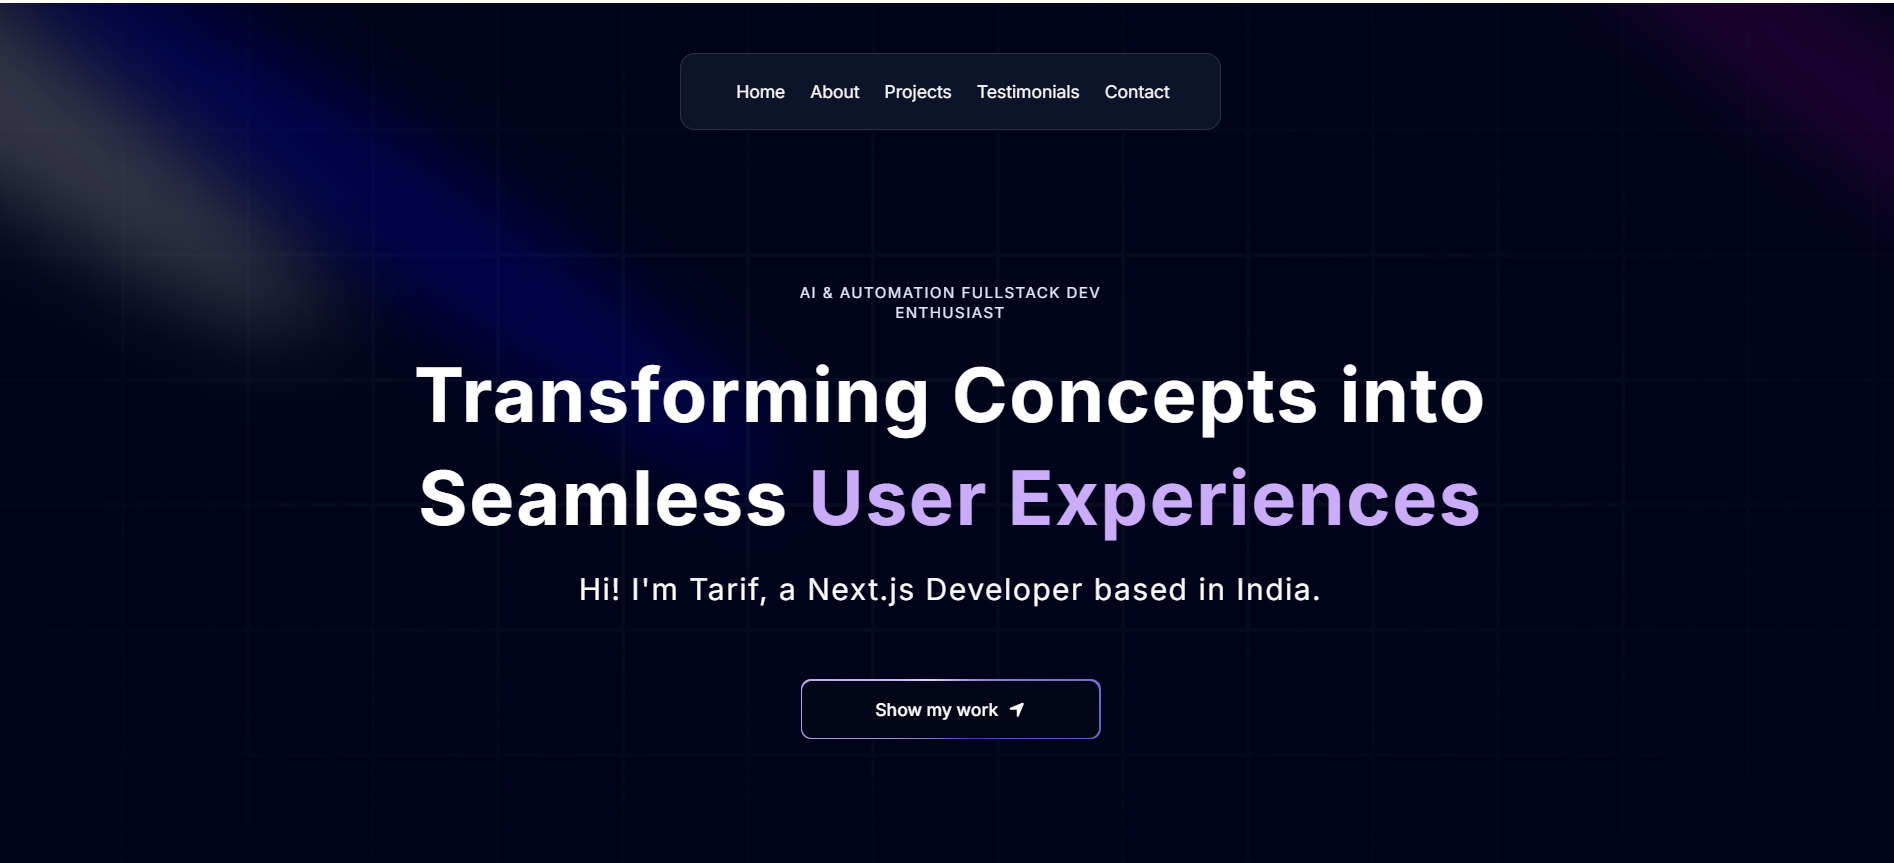 Home About Projects Testimonials Contact
AI & AUTOMATION FULLSTACK DEV
ENTHUSIAST
Transforming Concepts into
Seamless User Experiences
Hi! I'm Tarif, a Next.js Developer based in India.
Show my work